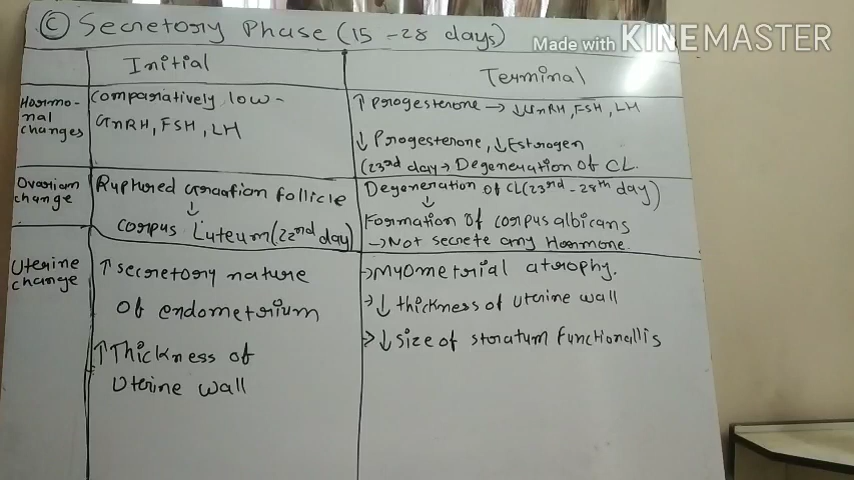 © Secretory Phase (15 - 28 days)
Made with KINEMASTER
Initial
Terminal
Harmo-
nal
changes
Compariatively low -
GnRH, FSH, LH
↑ Progesterone → ↓GnRH, FSH, LH
↓ Progesterone, ↓ Estrogen
(23rd day → Degeneration of CL.
Ovariam
change
Ruptured Graafian follicle
↓
corpus Luteum (22nd day)
Degeneration of CL (23rd - 28th day)
↓
Formation of corpus albicans
→ Not secrete any Hormone.
Uterine
change
↑ secretory nature
of endometrium
↑ Thickness of
Uterine wall
→ Myometrial atrophy.
→ ↓ thickness of Uterine wall
→ ↓ size of stratum functionallis